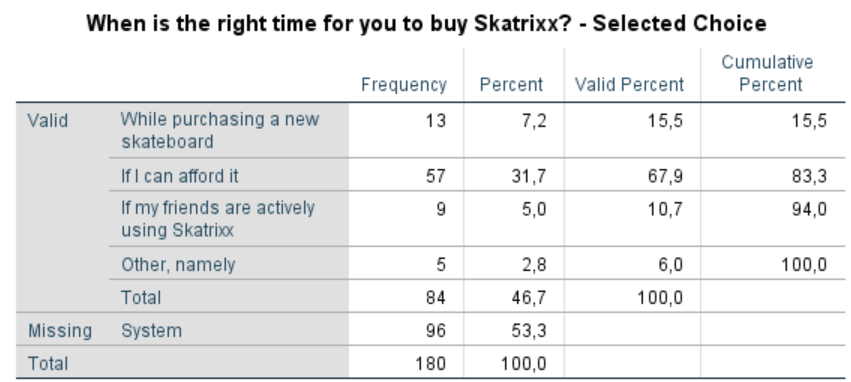 When is the right time for you to buy Skatrixx? - Selected Choice
Frequency Percent Valid Percent Cumulative Percent
Valid While purchasing a new skateboard 13 7,2 15,5 15,5
If I can afford it 57 31,7 67,9 83,3
If my friends are actively using Skatrixx 9 5,0 10,7 94,0
Other, namely 5 2,8 6,0 100,0
Total 84 46,7 100,0
Missing System 96 53,3
Total 180 100,0